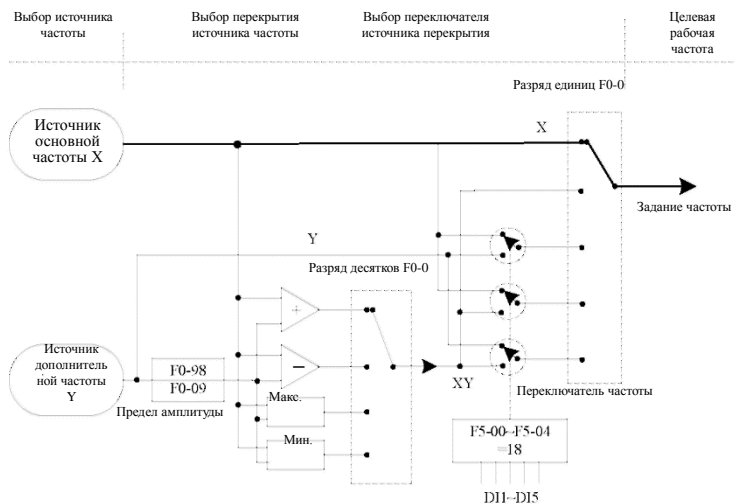 Выбор источника
частоты
Выбор перекрытия
источника частоты
Выбор переключателя
источника перекрытия
Целевая
рабочая
частота
Разряд единиц F0-0
Источник
основной
частоты X
X
Задание частоты
Y
Разряд десятков F0-0
+
Источник
дополнитель
ной частоты
Y
F0-98
F0-09
Предел амплитуды
−
Макс.
Мин.
XY
Переключатель частоты
F5-00~F5-04
=18
DI1~DI5